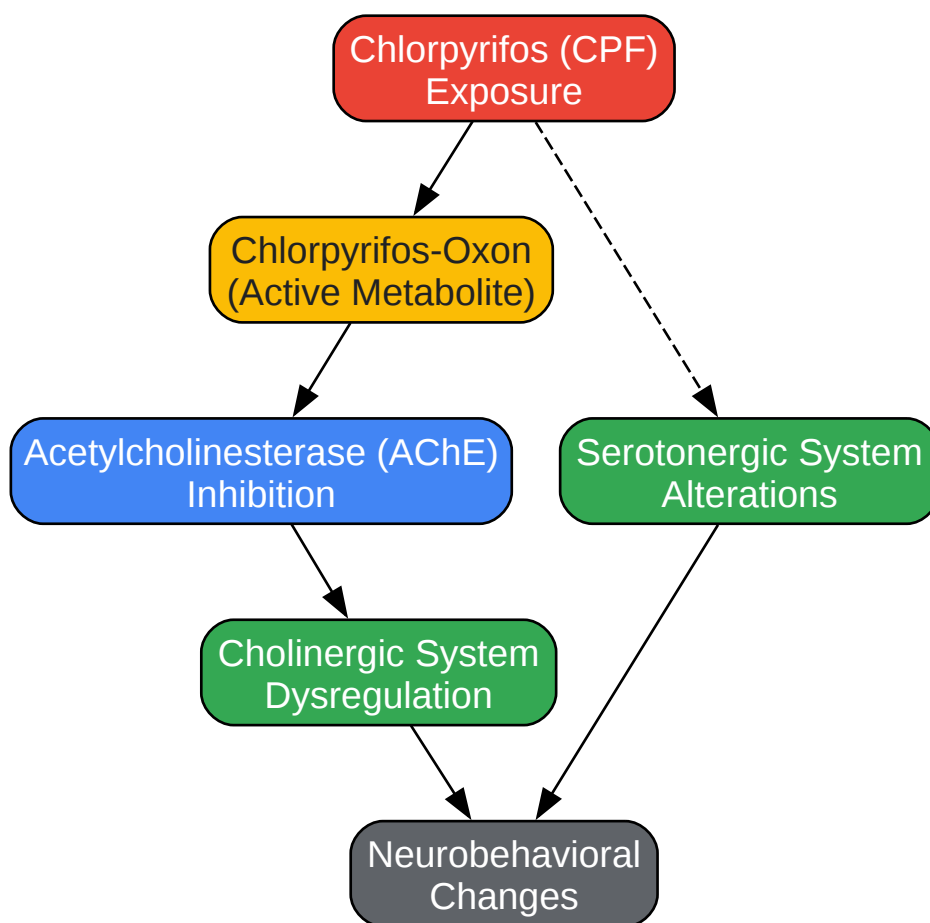 Chlorpyrifos (CPF)
Exposure
Chlorpyrifos-Oxon
(Active Metabolite)
Acetylcholinesterase (AChE)
Inhibition
Serotonergic System
Alterations
Cholinergic System
Dysregulation
Neurobehavioral
Changes